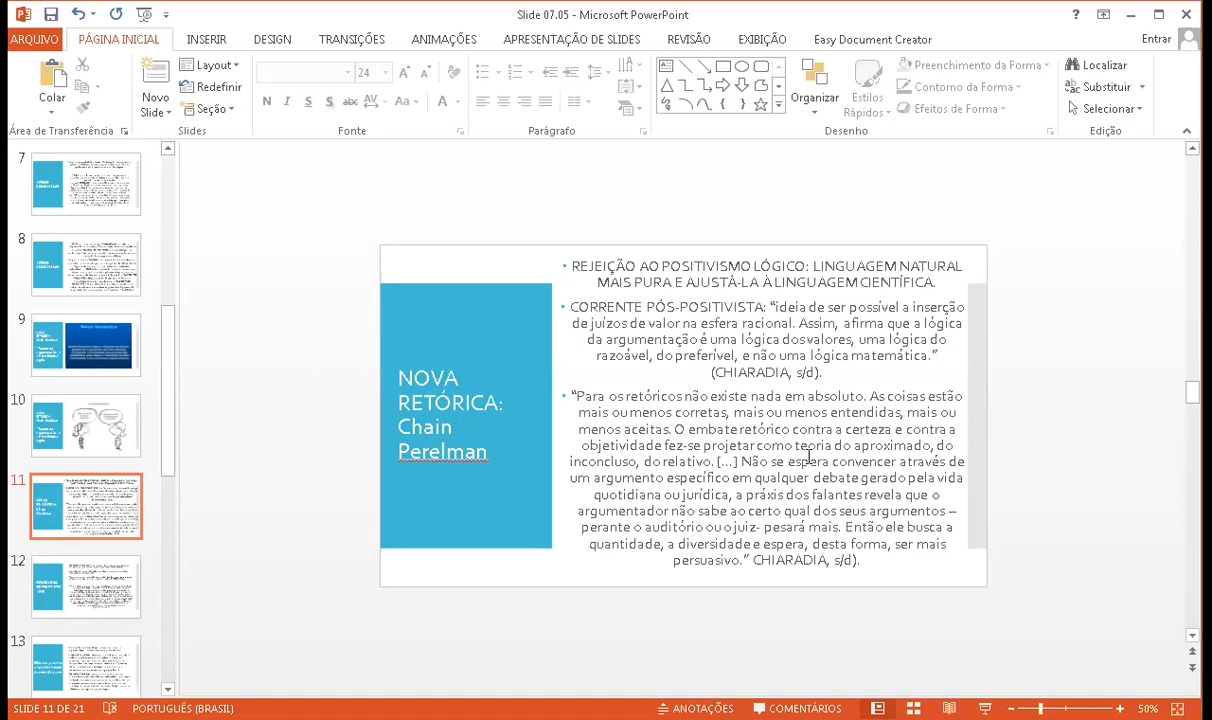 Slide 07.05 - Microsoft PowerPoint
ARQUIVO PÁGINA INICIAL INSERIR DESIGN TRANSIÇÕES ANIMAÇÕES APRESENTAÇÃO DE SLIDES REVISÃO EXIBIÇÃO Easy Document Creator Entrar
Colar
Novo
Slide
Layout
Redefinir
Seção
24
Organizar
Estilos
Rápidos
Preenchimento da Forma
Contorno da Forma
Efeitos de Forma
Localizar
Substituir
Selecionar
Área de Transferência Slides Fonte Parágrafo Desenho Edição
7
8
9
10
11
12
13
NOVA
RETÓRICA:
Chain
Perelman
• REJEIÇÃO AO POSITIVISMO LÓGICO: LINGUAGEM NATURAL
MAIS PURA E AJUSTÁ-LA À LINGUAGEM CIENTÍFICA.
• CORRENTE PÓS-POSITIVISTA: “ideia de ser possível a inserção
de juízos de valor na esfera racional. Assim, afirma que a lógica
da argumentação é uma lógica dos valores, uma lógica do
razoável, do preferível, e não uma lógica matemática.”
(CHIARADIA, s/d).
• “Para os retóricos não existe nada em absoluto. As coisas estão
mais ou menos corretas, mais ou menos entendidas, mais ou
menos aceitas. O embate retórico contra a certeza e contra a
objetividade fez-se projetar como teoria do aproximado, do
inconcluso, do relativo. [...] Não se espera convencer através de
um argumento específico em qualquer debate gerado pela vida
quotidiana ou jurídica, a práxis dos falantes revela que o
argumentador não sabe ao certo qual dos seus argumentos –
perante o auditório ou o juiz- pesará mais. Então ele busca a
quantidade, a diversidade e espera, desta forma, ser mais
persuasivo.” CHIARADIA, s/d).
SLIDE 11 DE 21 PORTUGUÊS (BRASIL) ANOTAÇÕES COMENTÁRIOS 50%